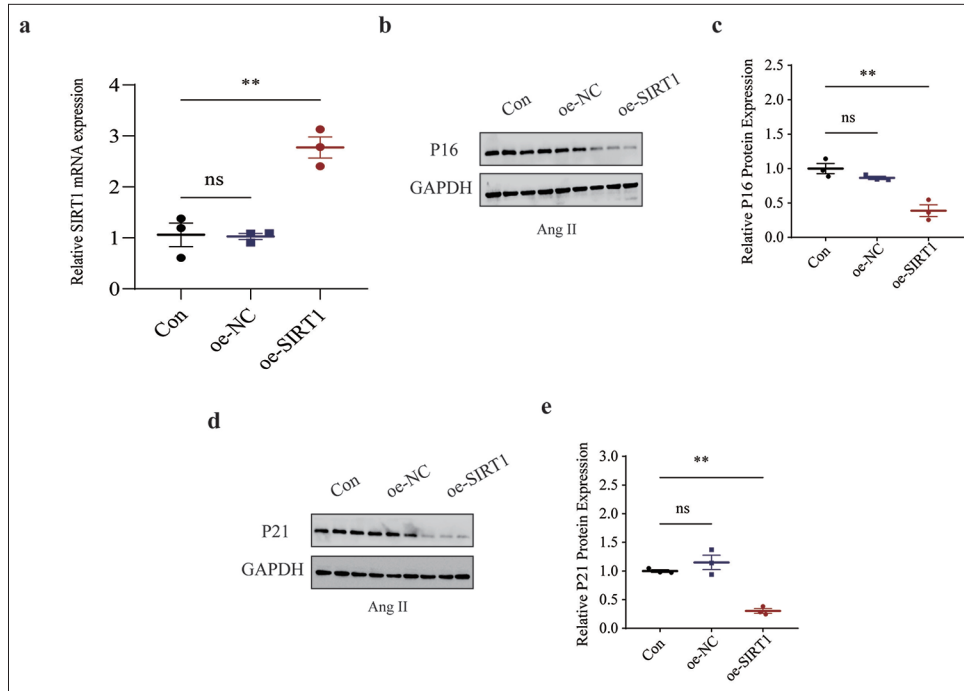 a
Relative SIRT1 mRNA expression
4
3
2
1
0
**
ns
Con
oe-NC
oe-SIRT1
b
Con
oe-NC
oe-SIRT1
P16
GAPDH
Ang II
c
Relative P16 Protein Expression
2.5
2.0
1.5
1.0
0.5
0.0
**
ns
Con
oe-NC
oe-SIRT1
d
Con
oe-NC
oe-SIRT1
P21
GAPDH
Ang II
e
Relative P21 Protein Expression
3.0
2.5
2.0
1.5
1.0
0.5
0.0
**
ns
Con
oe-NC
oe-SIRT1